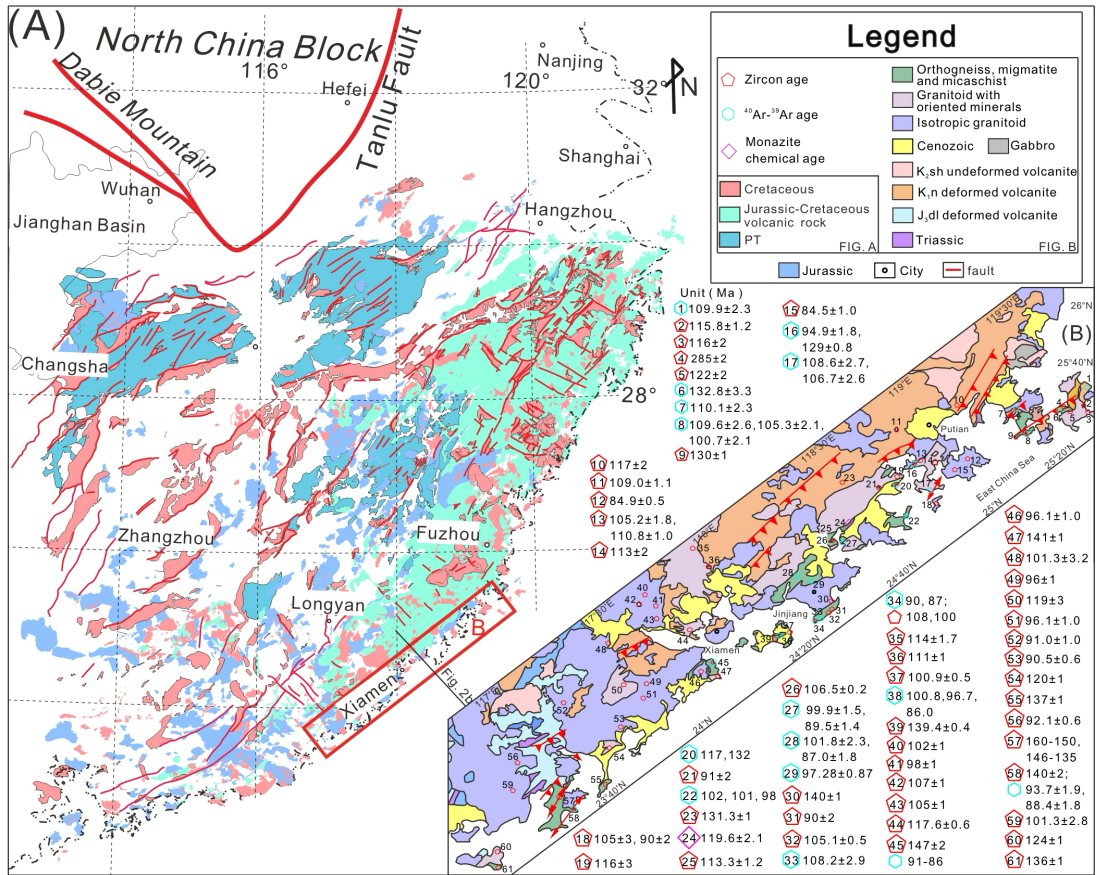 (A)
North China Block
116°
Dabie Mountain
Hefei
Tanlu Fault
120°
Nanjing
32°
N
Shanghai
Wuhan
Jianghan Basin
Hangzhou
Changsha
28°
Zhangzhou
Fuzhou
Longyan
B
Xiamen
Legend
Zircon age
⁴⁰Ar-³⁹Ar age
Monazite
chemical age
Cretaceous
Jurassic-Cretaceous
volcanic rock
PT
FIG. A
Orthogneiss, migmatite
and micaschist
Granitoid with
oriented minerals
Isotropic granitoid
Cenozoic
Gabbro
K₂sh undeformed volcanite
K₁n deformed volcanite
J₃dl deformed volcanite
Triassic
FIG. B
Jurassic
City
fault
Unit ( Ma )
1 109.9±2.3
2 115.8±1.2
3 116±2
4 285±2
5 122±2
6 132.8±3.3
7 110.1±2.3
8 109.6±2.6,105.3±2.1,
100.7±2.1
9 130±1
10 117±2
11 109.0±1.1
12 84.9±0.5
13 105.2±1.8,
110.8±1.0
14 113±2
15 84.5±1.0
16 94.9±1.8,
129±0.8
17 108.6±2.7,
106.7±2.6
(B)
119°30′E
26°N
25°40′N
119°E
118°30′E
Putian
25°20′N
East China Sea
25°N
24°40′N
Jinjiang
24°20′N
Xiamen
24°N
23°40′N
18 105±3, 90±2
19 116±3
20 117,132
21 91±2
22 102, 101, 98
23 131.3±1
24 119.6±2.1
25 113.3±1.2
26 106.5±0.2
27 99.9±1.5,
89.5±1.4
28 101.8±2.3,
87.0±1.8
29 97.28±0.87
30 140±1
31 90±2
32 105.1±0.5
33 108.2±2.9
34 90, 87;
108,100
35 114±1.7
36 111±1
37 100.9±0.5
38 100.8,96.7,
86.0
39 139.4±0.4
40 102±1
41 98±1
42 107±1
43 105±1
44 117.6±0.6
45 147±2
91-86
46 96.1±1.0
47 141±1
48 101.3±3.2
49 96±1
50 119±3
51 96.1±1.0
52 91.0±1.0
53 90.5±0.6
54 120±1
55 137±1
56 92.1±0.6
57 160-150,
146-135
58 140±2;
93.7±1.9,
88.4±1.8
59 101.3±2.8
60 124±1
61 136±1